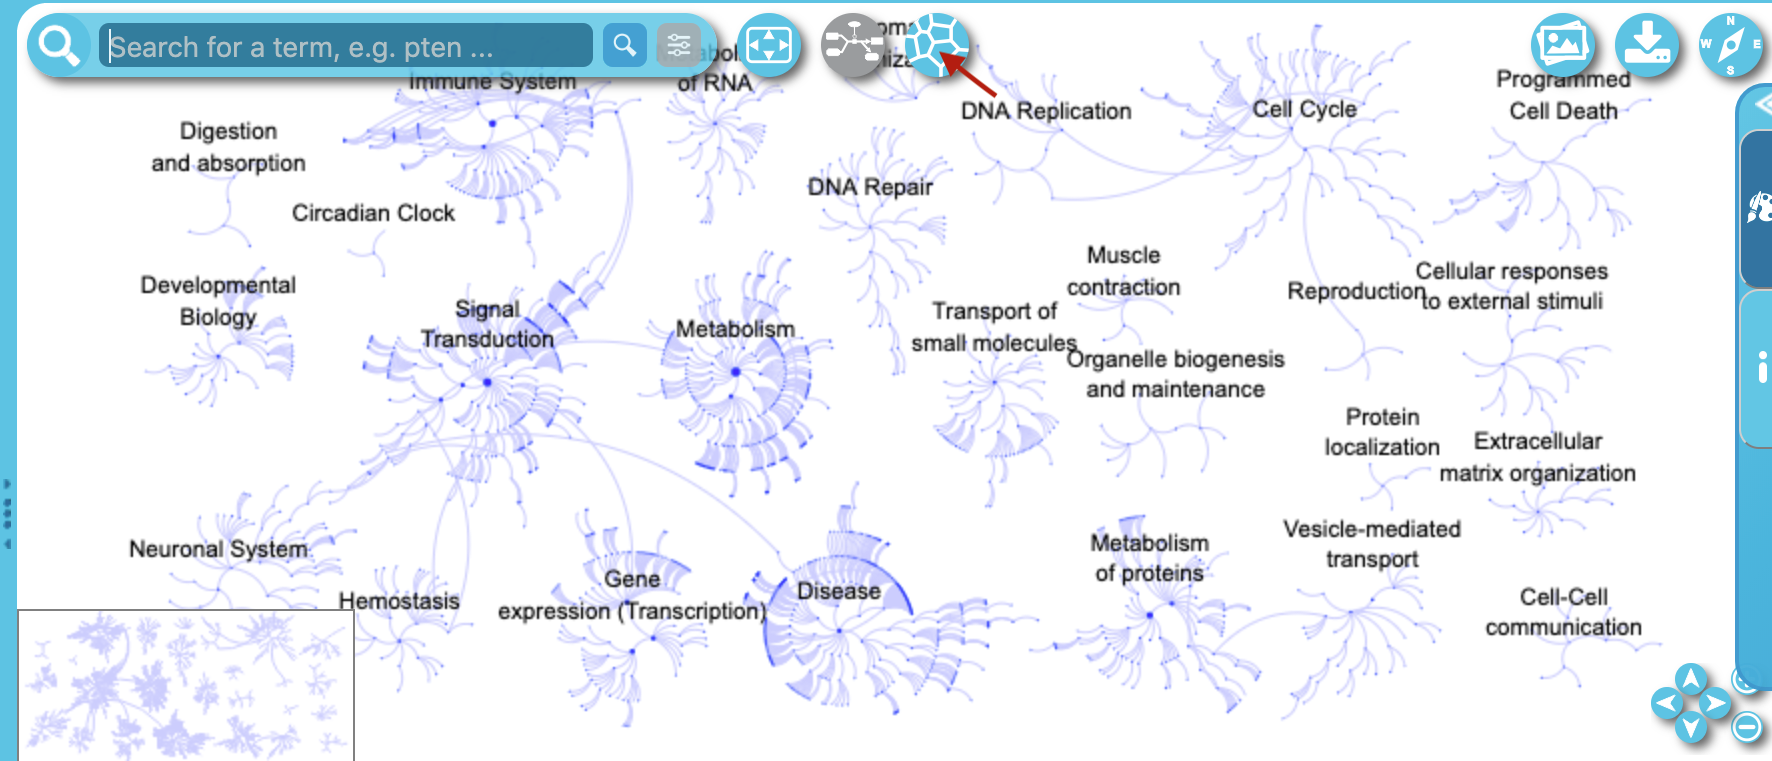 Search for a term, e.g. pten ...
Immune System
of RNA
DNA Replication
Cell Cycle
Programmed
Cell Death
N
W
E
S
Digestion
and absorption
Circadian Clock
DNA Repair
Developmental
Biology
Signal
Transduction
Metabolism
Transport of
small molecules
Muscle
contraction
Organelle biogenesis
and maintenance
Reproduction
Cellular responses
to external stimuli
Protein
localization
Extracellular
matrix organization
Neuronal System
Hemostasis
Gene
expression (Transcription)
Disease
Metabolism
of proteins
Vesicle-mediated
transport
Cell-Cell
communication